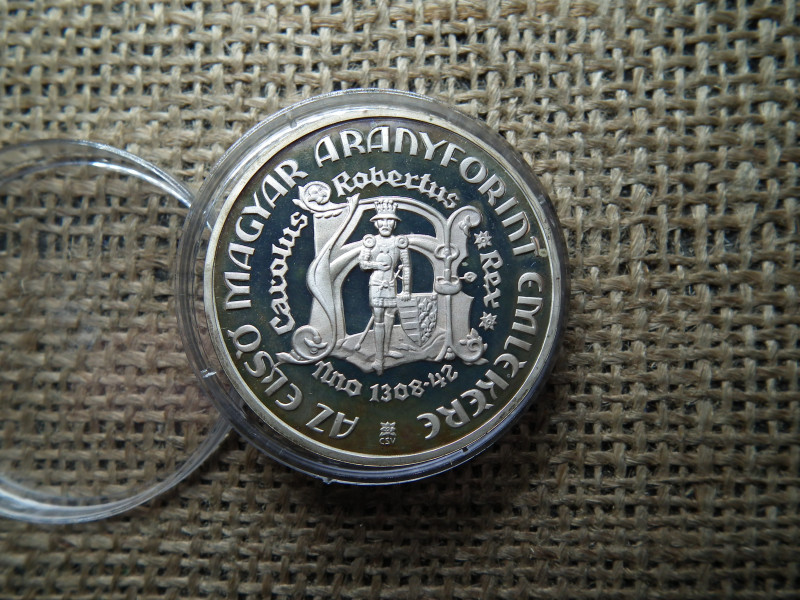 AZ ELSŐ MAGYAR ARANYFORINT EMLÉKÉRE
Carolus Robertus Rex
Ano 1308-42
CSV